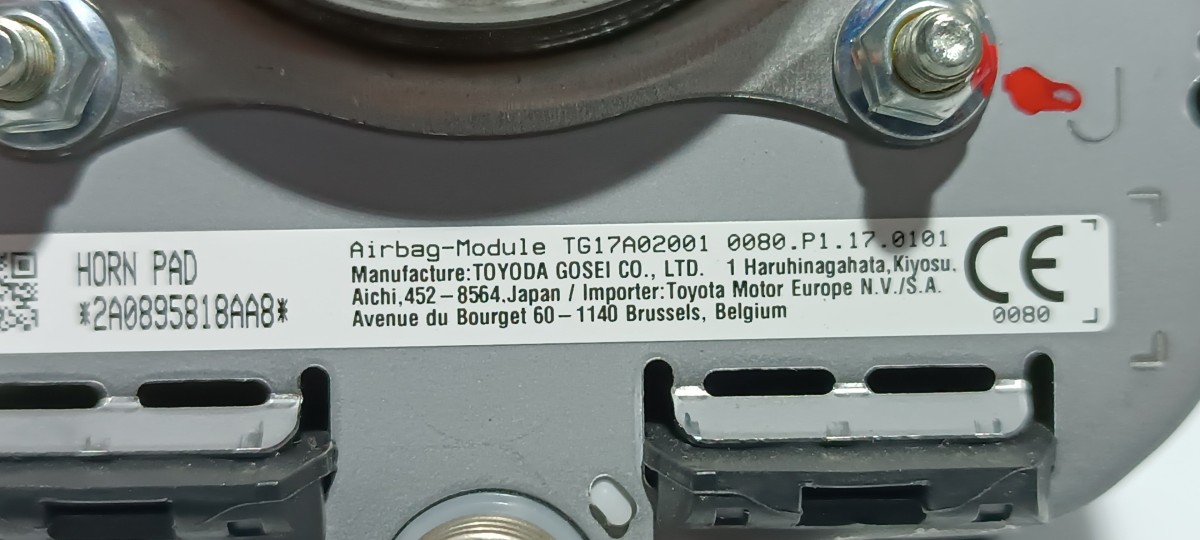 HORN PAD
*2A0895818AA8*
Airbag-Module TG17A02001 0080.P1.17.0101
Manufacture:TOYODA GOSEI CO., LTD. 1 Haruhinagahata,Kiyosu.
Aichi,452-8564.Japan / Importer:Toyota Motor Europe N.V./S.A.
Avenue du Bourget 60-1140 Brussels, Belgium
CE
0080
J